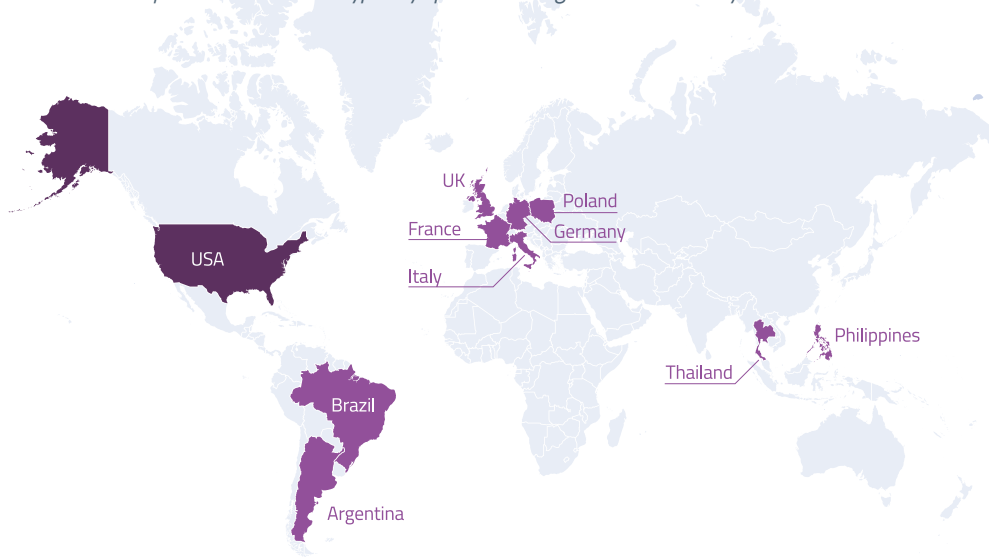 UK
Poland
France
Germany
USA
Italy
Philippines
Thailand
Brazil
Argentina